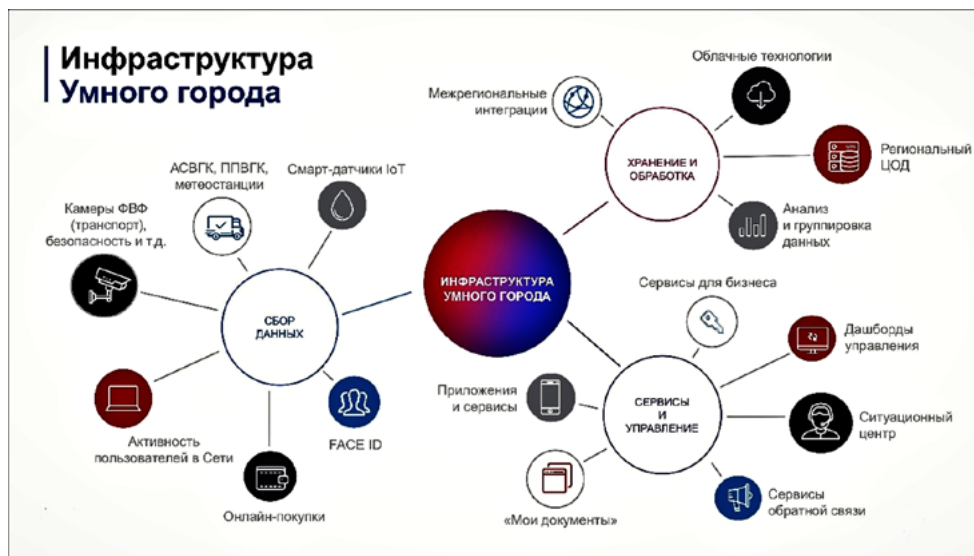 Инфраструктура
Умного города
АСВГК, ППВГК,
метеостанции
Смарт-датчики IoT
Камеры ФВФ
(транспорт),
безопасность и т.д.
СБОР
ДАННЫХ
Активность
пользователей в Сети
FACE ID
Онлайн-покупки
ИНФРАСТРУКТУРА
УМНОГО ГОРОДА
Облачные технологии
Межрегиональные
интеграции
ХРАНЕНИЕ И
ОБРАБОТКА
Региональный
ЦОД
Анализ
и группировка
данных
Сервисы для бизнеса
Дашборды
управления
Приложения
и сервисы
СЕРВИСЫ
И
УПРАВЛЕНИЕ
Ситуационный
центр
«Мои документы»
Сервисы
обратной связи